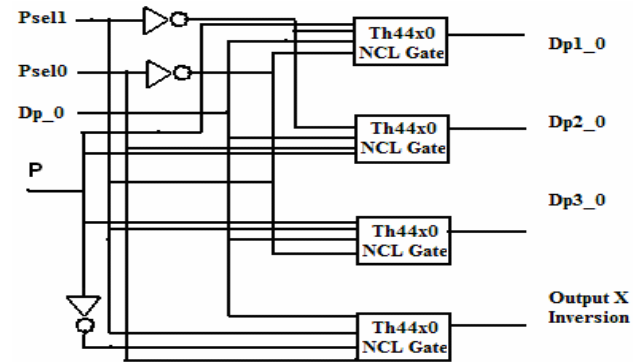 Psel1
Th44x0
NCL Gate
Dp1_0
Psel0
Dp_0
Th44x0
NCL Gate
Dp2_0
P
Th44x0
NCL Gate
Dp3_0
Th44x0
NCL Gate
Output X
Inversion